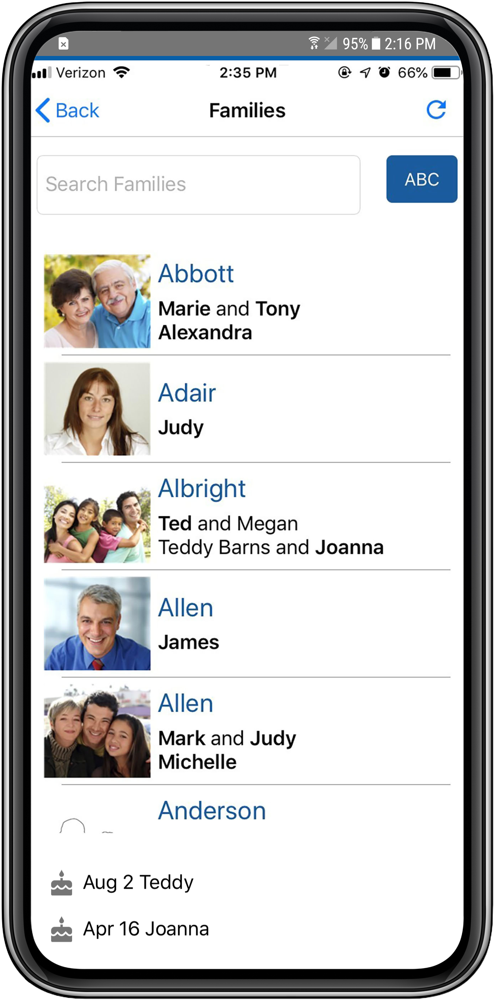 95% 2:16 PM
Verizon 2:35 PM 66%
Back Families
Search Families ABC
Abbott
Marie and Tony
Alexandra
Adair
Judy
Albright
Ted and Megan
Teddy Barns and Joanna
Allen
James
Allen
Mark and Judy
Michelle
Anderson
Aug 2 Teddy
Apr 16 Joanna